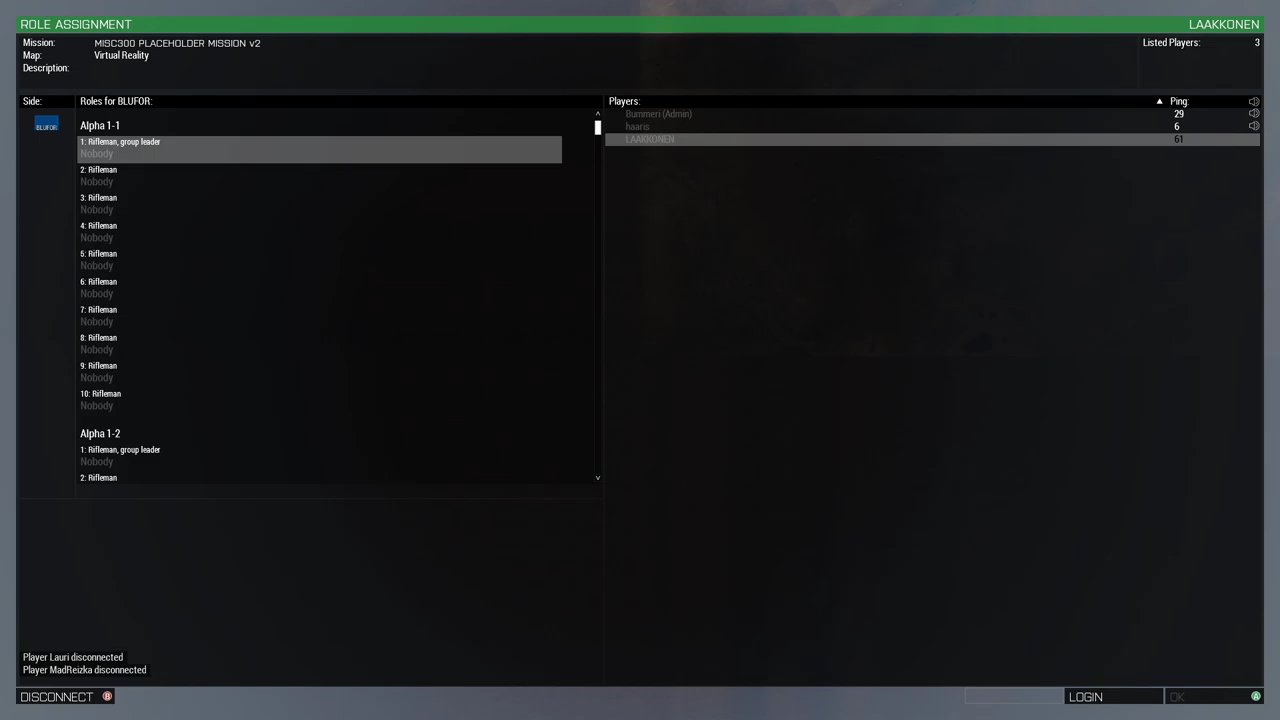 ROLE ASSIGNMENT LAAKKONEN
Mission: MISC300 PLACEHOLDER MISSION v2 Listed Players: 3
Map: Virtual Reality
Description:
Side: Roles for BLUFOR: Players: Ping:
BLUFOR
Alpha 1-1
1: Rifleman, group leader
Nobody
2: Rifleman
Nobody
3: Rifleman
Nobody
4: Rifleman
Nobody
5: Rifleman
Nobody
6: Rifleman
Nobody
7: Rifleman
Nobody
8: Rifleman
Nobody
9: Rifleman
Nobody
10: Rifleman
Nobody
Alpha 1-2
1: Rifleman, group leader
Nobody
2: Rifleman
Bummeri (Admin) 29
haaris 6
LAAKKONEN 61
Player Lauri disconnected
Player MadReizka disconnected
DISCONNECT B LOGIN OK A